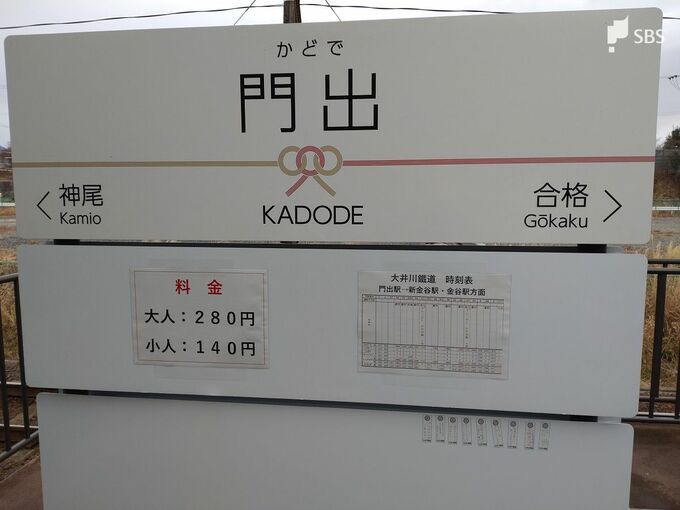 SBS
かどで
門出
神尾
Kamio
KADODE
合格
Gōkaku
料金
大人：２８０円
小人：１４０円
大井川鐵道　時刻表
門出駅→新金谷駅・金谷駅方面